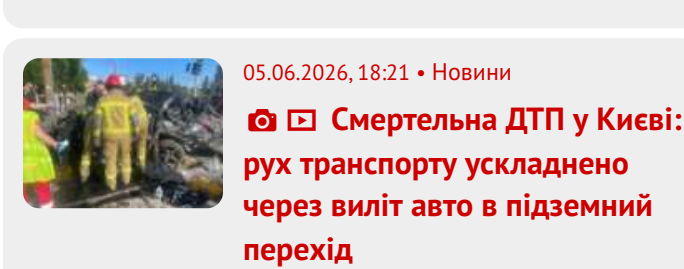 05.06.2026, 18:21 • Новини
Смертельна ДТП у Києві:
рух транспорту ускладнено
через виліт авто в підземний
перехід